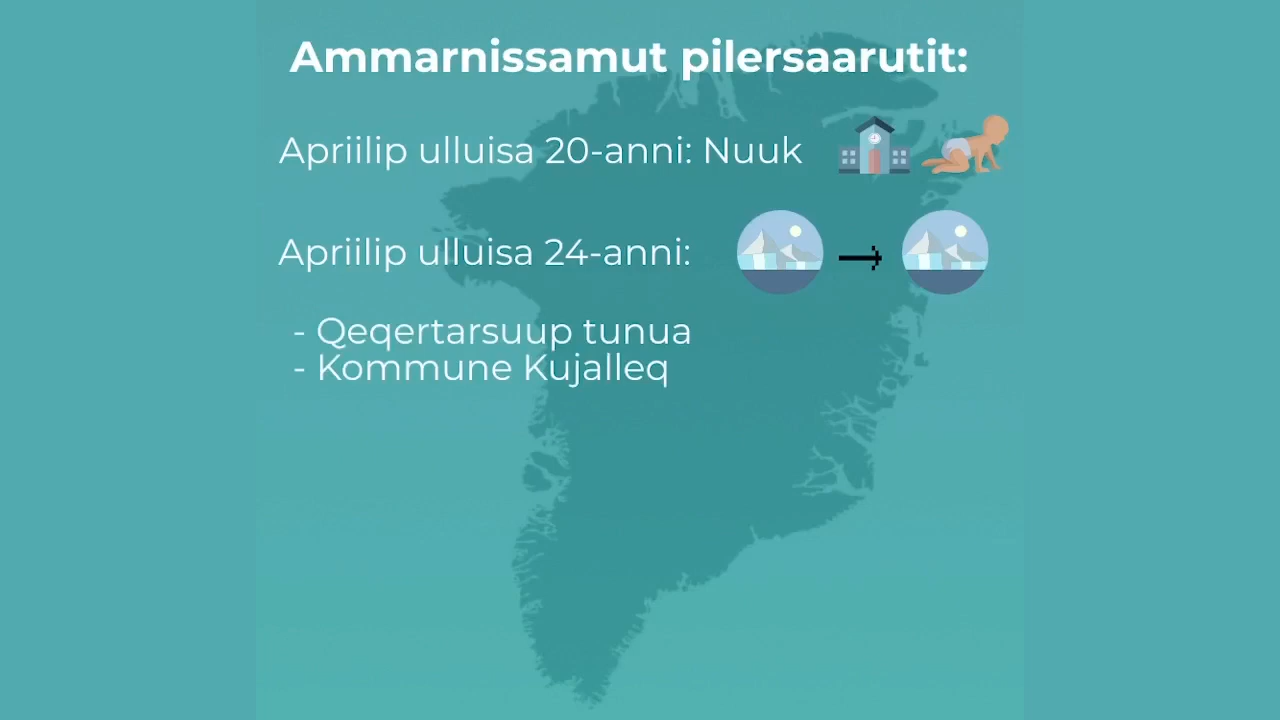 Ammarnissamut pilersaarutit:
Apriilip ulluisa 20-anni: Nuuk
Apriilip ulluisa 24-anni:
- Qeqertarsuup tunua
- Kommune Kujalleq